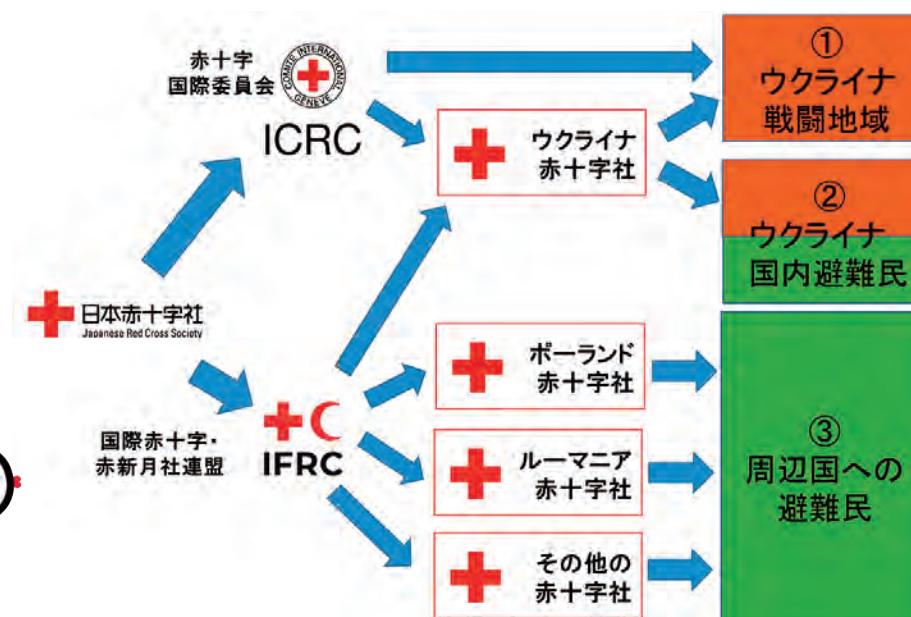 赤十字
国際委員会
COMITE INTERNATIONAL
GENEVE
ICRC
日本赤十字社
Japanese Red Cross Society
国際赤十字・
赤新月社連盟
IFRC
ウクライナ
赤十字社
ポーランド
赤十字社
ルーマニア
赤十字社
その他の
赤十字社
①
ウクライナ
戦闘地域
②
ウクライナ
国内避難民
③
周辺国への
避難民